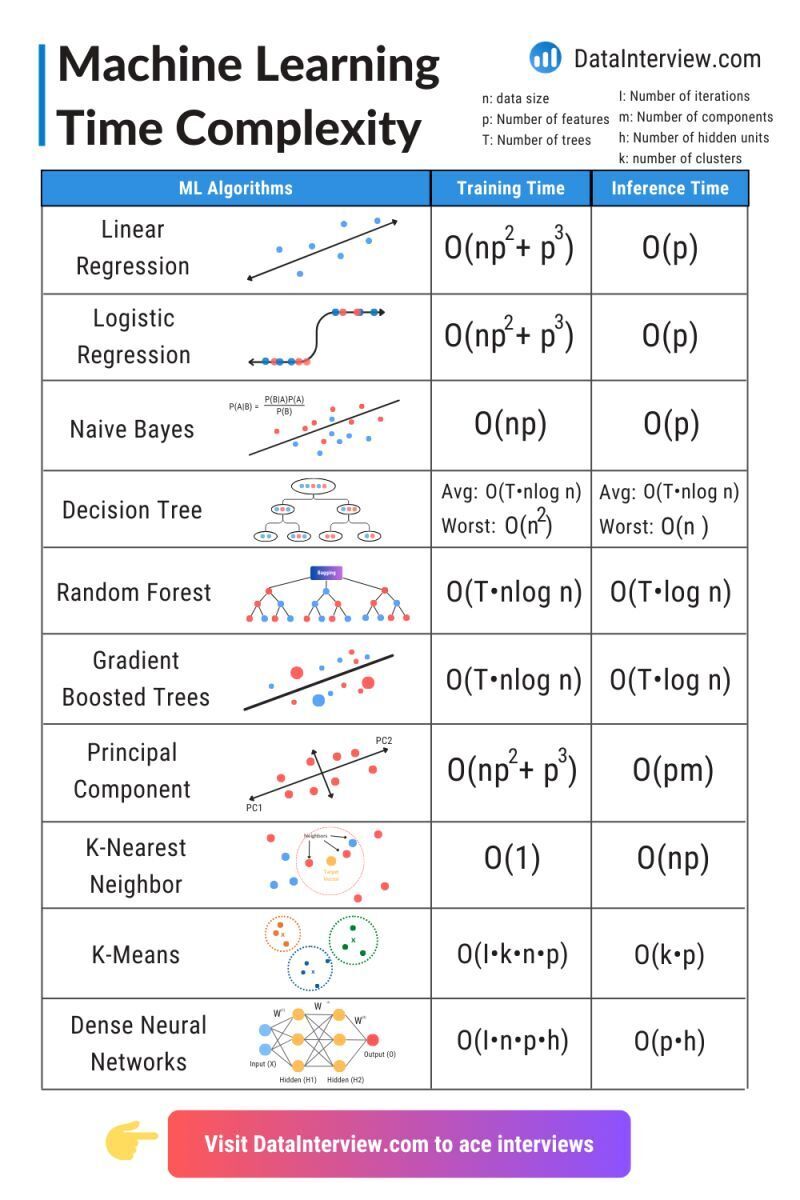 Machine Learning
Time Complexity
DataInterview.com
n: data size
p: Number of features
T: Number of trees
I: Number of iterations
m: Number of components
h: Number of hidden units
k: number of clusters
ML Algorithms Training Time Inference Time
Linear
Regression
O(np²+ p³) O(p)
Logistic
Regression
O(np²+ p³) O(p)
Naive Bayes
P(A|B) = P(B|A)P(A)
P(B)
O(np) O(p)
Decision Tree
Avg: O(T•nlog n)
Worst: O(n²)
Avg: O(T•nlog n)
Worst: O(n )
Random Forest
Bagging
O(T•nlog n) O(T•log n)
Gradient
Boosted Trees
O(T•nlog n) O(T•log n)
Principal
Component
PC2
PC1
O(np²+ p³) O(pm)
K-Nearest
Neighbor
Neighbors
Target
O(1) O(np)
K-Means
x
x
x
O(I•k•n•p) O(k•p)
Dense Neural
Networks
W
W
W
Input (X)
Output (O)
Hidden (H1) Hidden (H2)
O(I•n•p•h) O(p•h)
Visit DataInterview.com to ace interviews